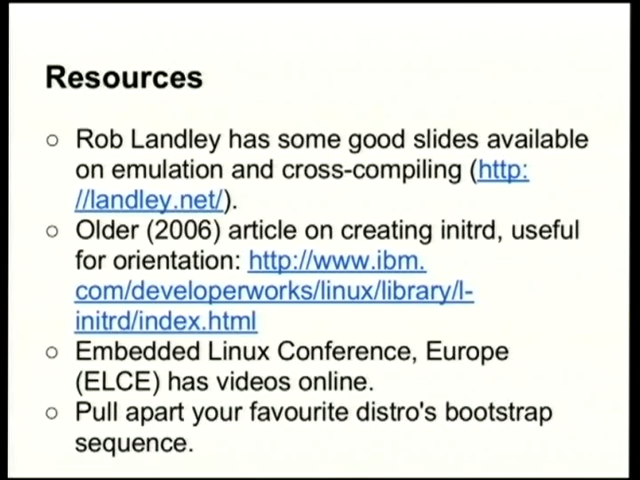 Resources
○ Rob Landley has some good slides available
on emulation and cross-compiling (http:
//landley.net/).
○ Older (2006) article on creating initrd, useful
for orientation: http://www.ibm.
com/developerworks/linux/library/l-
initrd/index.html
○ Embedded Linux Conference, Europe
(ELCE) has videos online.
○ Pull apart your favourite distro's bootstrap
sequence.